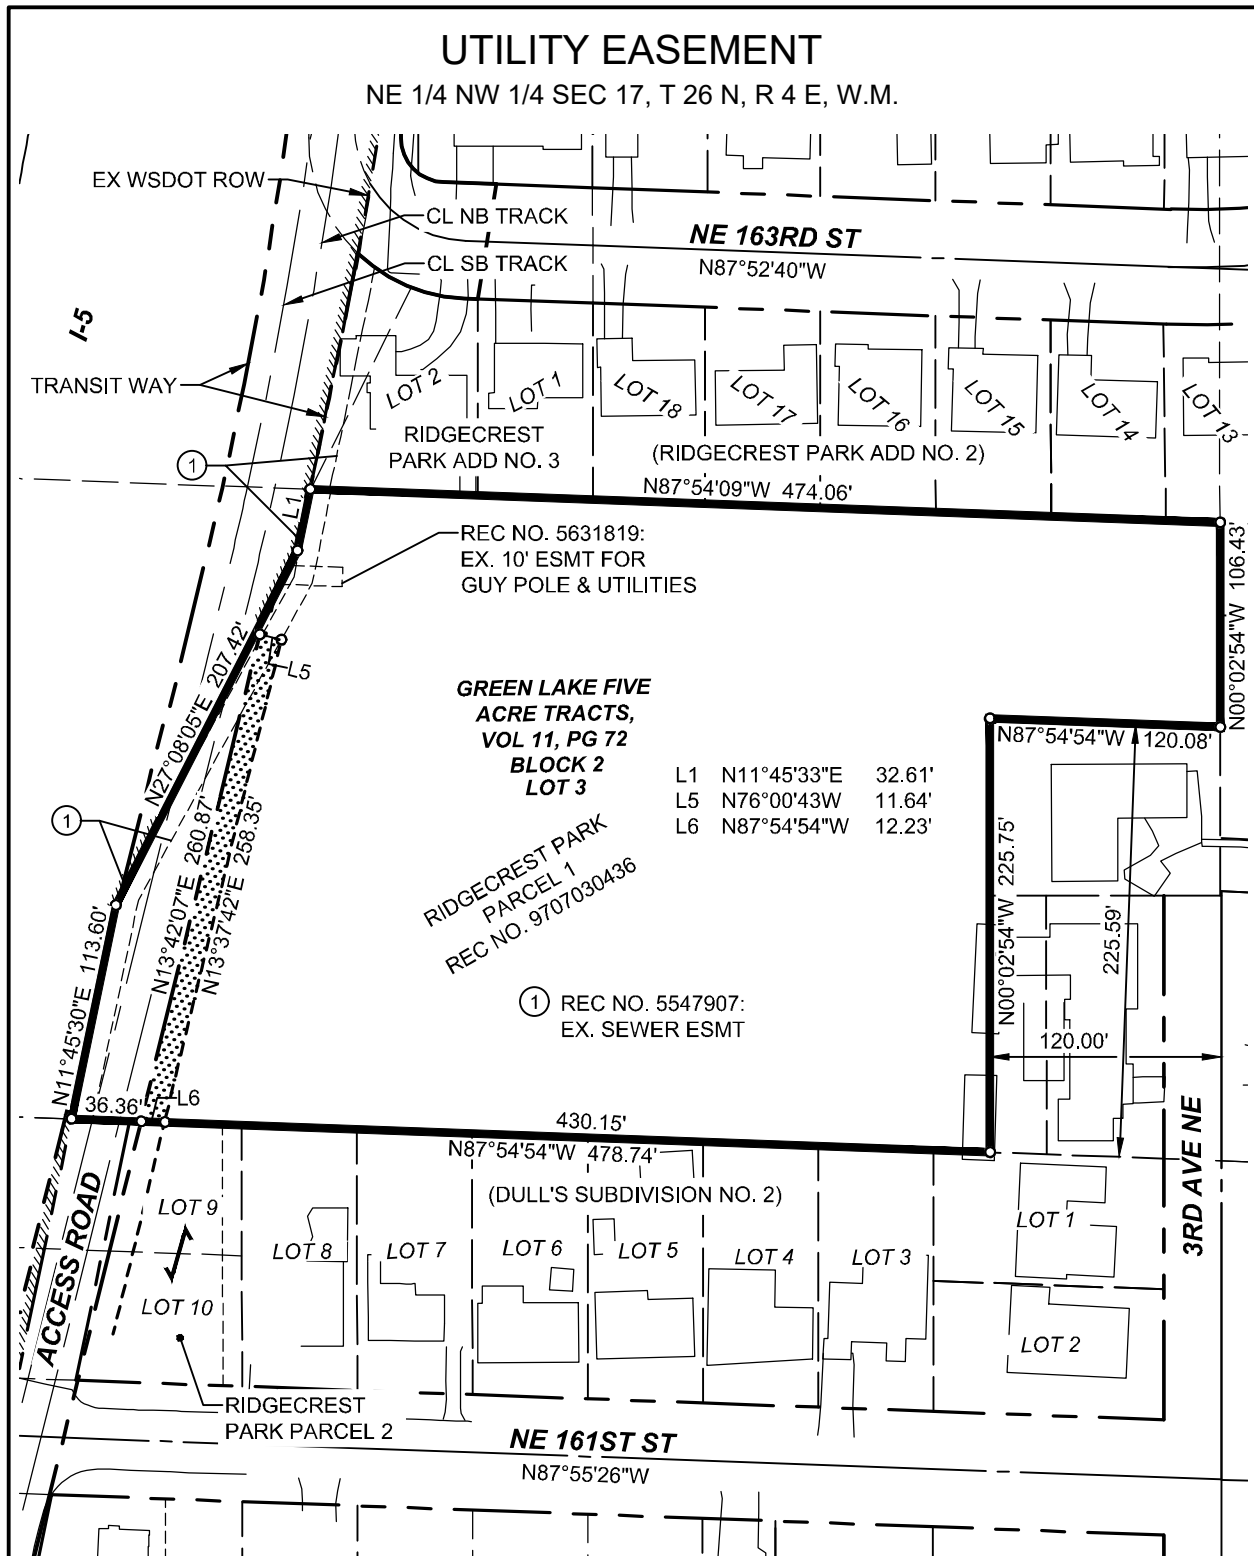 UTILITY EASEMENT
NE 1/4 NW 1/4 SEC 17, T 26 N, R 4 E, W.M.
EX WSDOT ROW
CL NB TRACK
CL SB TRACK
NE 163RD ST
N87°52'40"W
I-5
TRANSIT WAY
LOT 2
LOT 1
LOT 18
LOT 17
LOT 16
LOT 15
LOT 14
LOT 13
RIDGECREST
PARK ADD NO. 3
(RIDGECREST PARK ADD NO. 2)
1
N87°54'09"W 474.06'
L1
REC NO. 5631819:
EX. 10' ESMT FOR
GUY POLE & UTILITIES
N00°02'54"W 106.43'
N27°08'05"E 207.42'
L5
GREEN LAKE FIVE
ACRE TRACTS,
VOL 11, PG 72
BLOCK 2
LOT 3
N87°54'54"W 120.08'
L1 N11°45'33"E 32.61'
L5 N76°00'43W 11.64'
L6 N87°54'54"W 12.23'
1
N13°42'07"E 260.87'
N13°37'42"E 258.35'
RIDGECREST PARK
PARCEL 1
REC NO. 9707030436
N00°02'54"W 225.75'
225.59'
N11°45'30"E 113.60'
1 REC NO. 5547907:
EX. SEWER ESMT
120.00'
36.36'
L6
430.15'
N87°54'54"W 478.74'
3RD AVE NE
(DULL'S SUBDIVISION NO. 2)
ACCESS ROAD
LOT 9
LOT 8
LOT 7
LOT 6
LOT 5
LOT 4
LOT 3
LOT 1
LOT 10
LOT 2
RIDGECREST
PARK PARCEL 2
NE 161ST ST
N87°55'26"W